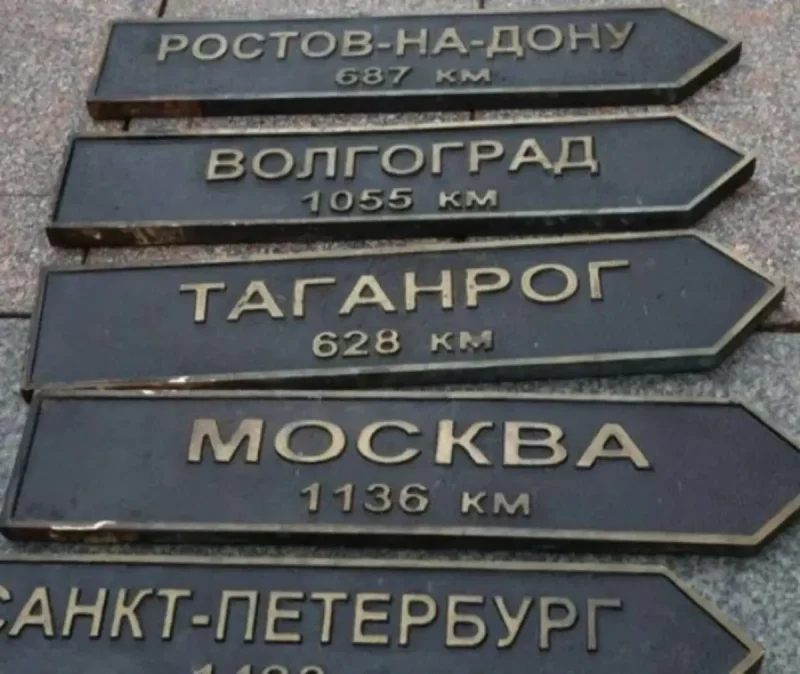 РОСТОВ-НА-ДОНУ
687 КМ
ВОЛГОГРАД
1055 КМ
ТАГАНРОГ
628 КМ
МОСКВА
1136 КМ
САНКТ-ПЕТЕРБУРГ